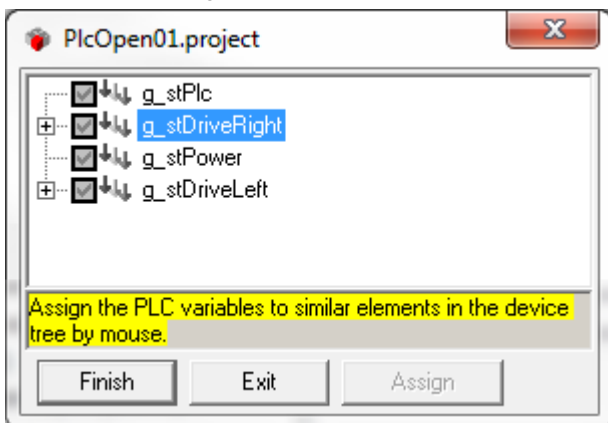 PlcOpen01.project
g_stPlc
g_stDriveRight
g_stPower
g_stDriveLeft
Assign the PLC variables to similar elements in the device
tree by mouse.
Finish Exit Assign